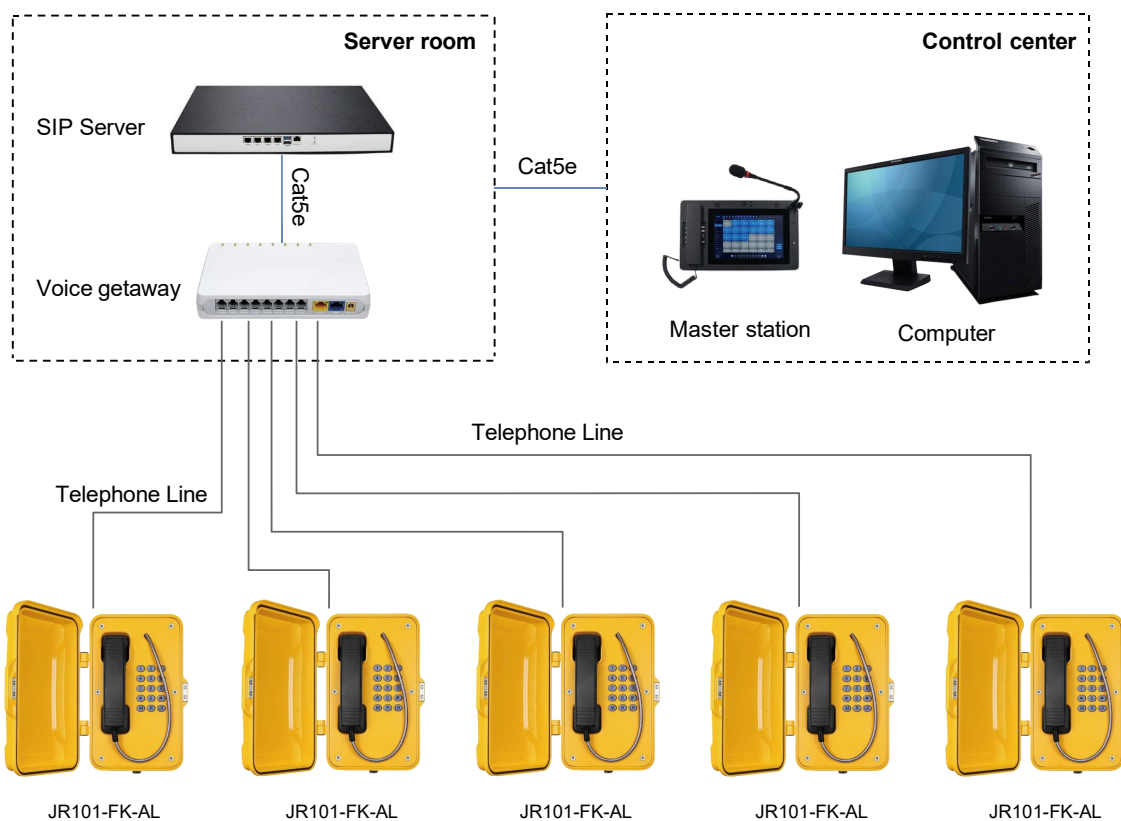 Server room
Control center
SIP Server
Cat5e
Cat5e
Voice getaway
Master station
Computer
Telephone Line
Telephone Line
JR101-FK-AL
JR101-FK-AL
JR101-FK-AL
JR101-FK-AL
JR101-FK-AL